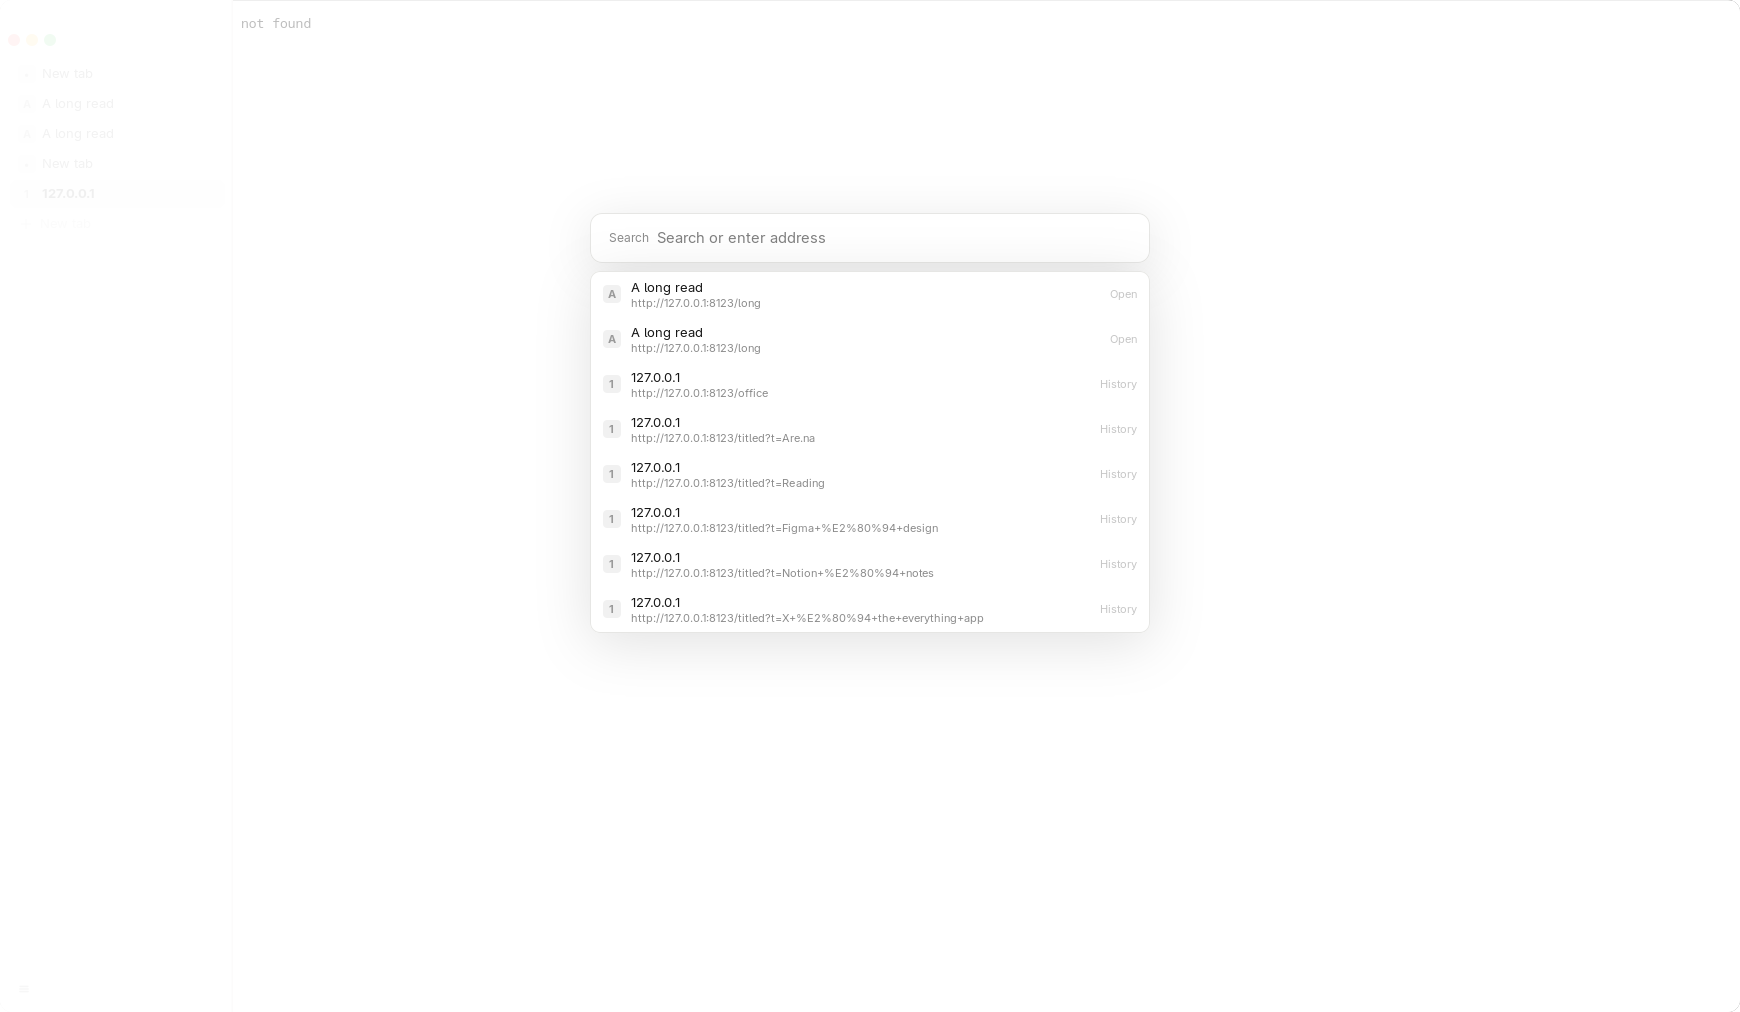 not found
New tab
A A long read
A A long read
New tab
1 127.0.0.1
Search Search or enter address
A A long read Open
http://127.0.0.1:8123/long
A A long read Open
http://127.0.0.1:8123/long
1 127.0.0.1 History
http://127.0.0.1:8123/office
1 127.0.0.1 History
http://127.0.0.1:8123/titled?t=Are.na
1 127.0.0.1 History
http://127.0.0.1:8123/titled?t=Reading
1 127.0.0.1 History
http://127.0.0.1:8123/titled?t=Figma+%E2%80%94+design
1 127.0.0.1 History
http://127.0.0.1:8123/titled?t=Notion+%E2%80%94+notes
1 127.0.0.1 History
http://127.0.0.1:8123/titled?t=X+%E2%80%94+the+everything+app